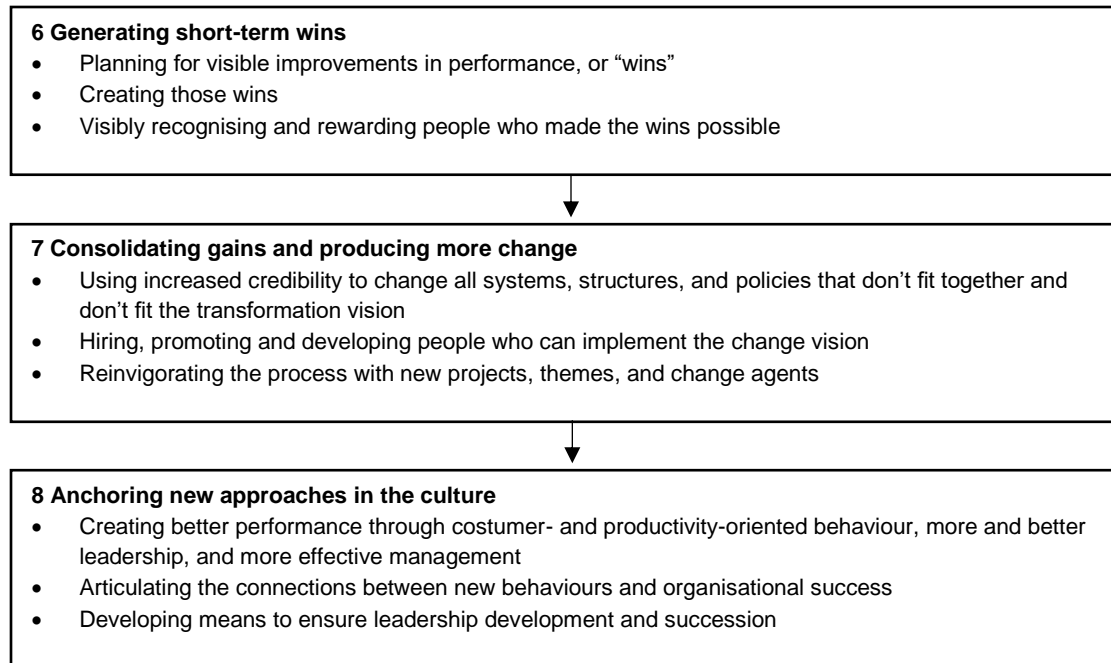 6 Generating short-term wins
• Planning for visible improvements in performance, or “wins”
• Creating those wins
• Visibly recognising and rewarding people who made the wins possible
7 Consolidating gains and producing more change
• Using increased credibility to change all systems, structures, and policies that don’t fit together and
don’t fit the transformation vision
• Hiring, promoting and developing people who can implement the change vision
• Reinvigorating the process with new projects, themes, and change agents
8 Anchoring new approaches in the culture
• Creating better performance through costumer- and productivity-oriented behaviour, more and better
leadership, and more effective management
• Articulating the connections between new behaviours and organisational success
• Developing means to ensure leadership development and succession